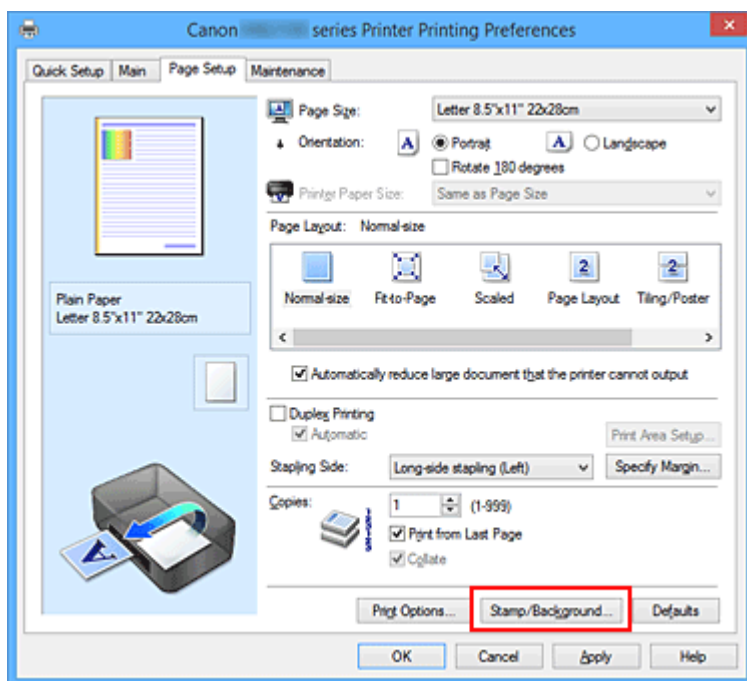 Canon series Printer Printing Preferences
Quick Setup Main Page Setup Maintenance
Page Size: Letter 8.5"x11" 22x28cm
Orientation: A Portrait A Landscape
Rotate 180 degrees
Printer Paper Size: Same as Page Size
Page Layout: Normal-size
2 2
Normal-size Fit-to-Page Scaled Page Layout Tiling/Poster
Plain Paper
Letter 8.5"x11" 22x28cm
Automatically reduce large document that the printer cannot output
Duplex Printing
Automatic Print Area Setup...
Stapling Side: Long-side stapling (Left) Specify Margin...
Copies: 1 (1-999)
Print from Last Page
Collate
A
Print Options... Stamp/Background... Defaults
OK Cancel Apply Help